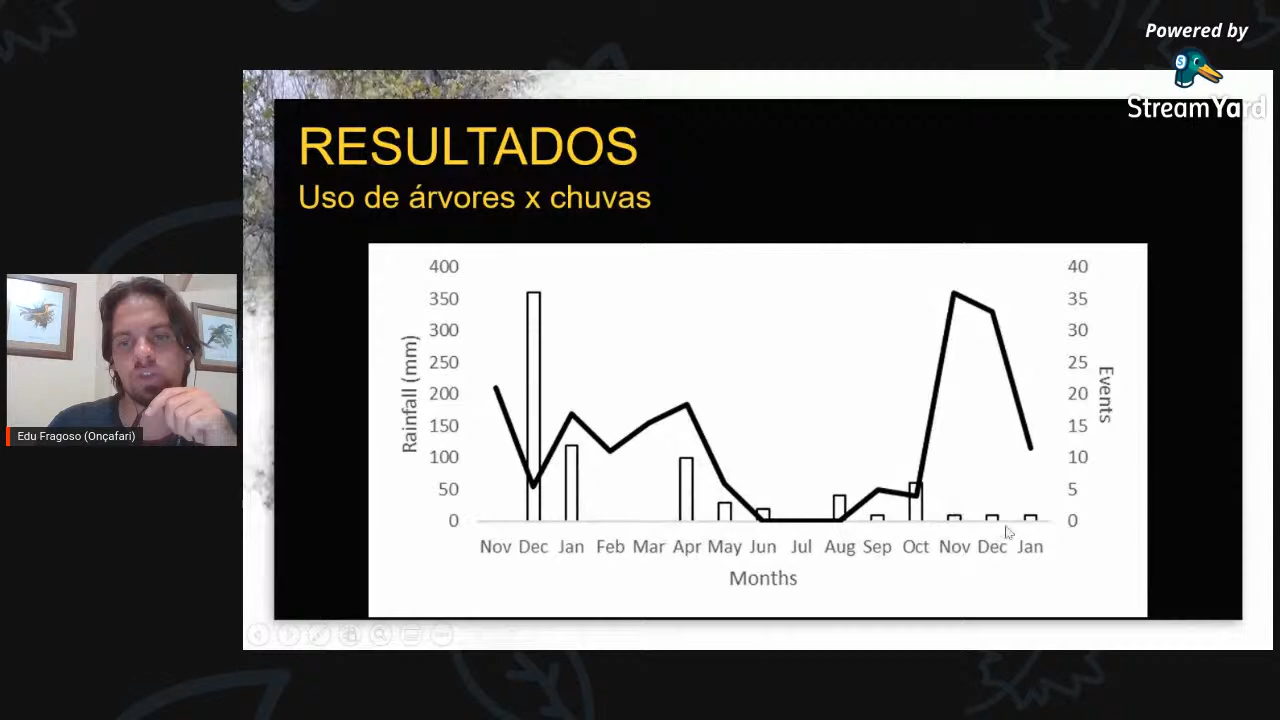 Powered by
StreamYard
RESULTADOS
Uso de árvores x chuvas
400
350
300
250
200
150
100
50
0
Rainfall (mm)
40
35
30
25
20
15
10
5
0
Events
Nov Dec Jan Feb Mar Apr May Jun Jul Aug Sep Oct Nov Dec Jan
Months
Edu Fragoso (Onçafari)